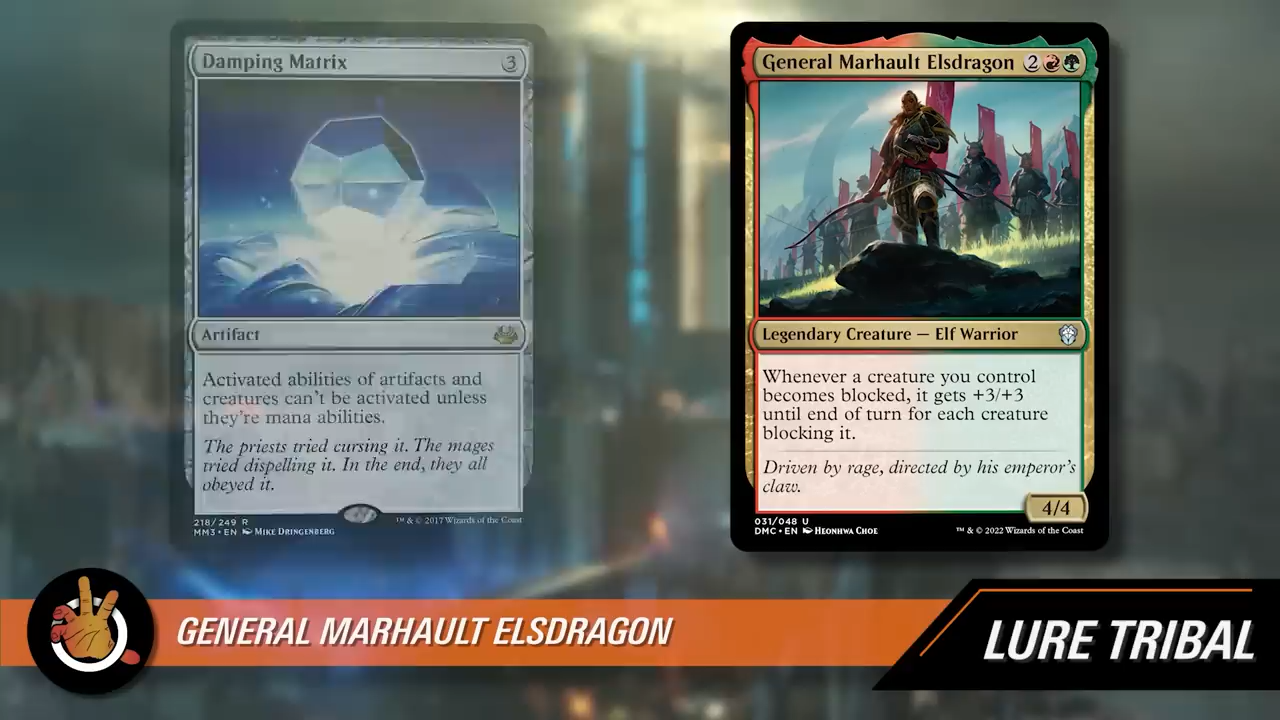 Damping Matrix 3
Artifact
Activated abilities of artifacts and
creatures can't be activated unless
they're mana abilities.
The priests tried cursing it. The mages
tried dispelling it. In the end, they all
obeyed it.
218/249 R
MM3 • EN Mike Dringenberg
™ & © 2017 Wizards of the Coast
General Marhault Elsdragon 2
Legendary Creature — Elf Warrior
Whenever a creature you control
becomes blocked, it gets +3/+3
until end of turn for each creature
blocking it.
Driven by rage, directed by his emperor's
claw.
4/4
031/048 U
DMC • EN Heonhwa Choe
™ & © 2022 Wizards of the Coast
GENERAL MARHAULT ELSDRAGON
LURE TRIBAL